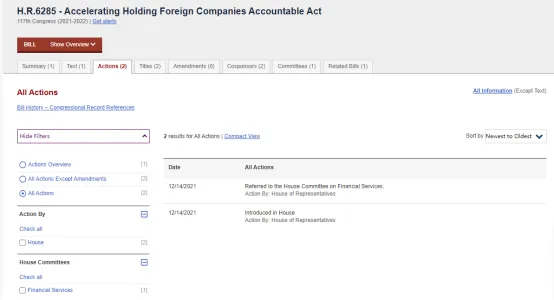 H.R.6285 - Accelerating Holding Foreign Companies Accountable Act
117th Congress (2021-2022) | Get alerts
BILL Show Overview
Summary (1) Text (1) Actions (2) Titles (2) Amendments (0) Cosponsors (2) Committees (1) Related Bills (1)
All Actions
All Information (Except Text)
Bill History – Congressional Record References
Hide Filters
2 results for All Actions | Compact View
Sort by Newest to Oldest
Actions Overview [1]
All Actions Except Amendments [2]
All Actions [2]
Action By
Check all
House [2]
House Committees
Check all
Financial Services [1]
Date All Actions
12/14/2021 Referred to the House Committee on Financial Services.
Action By: House of Representatives
12/14/2021 Introduced in House
Action By: House of Representatives